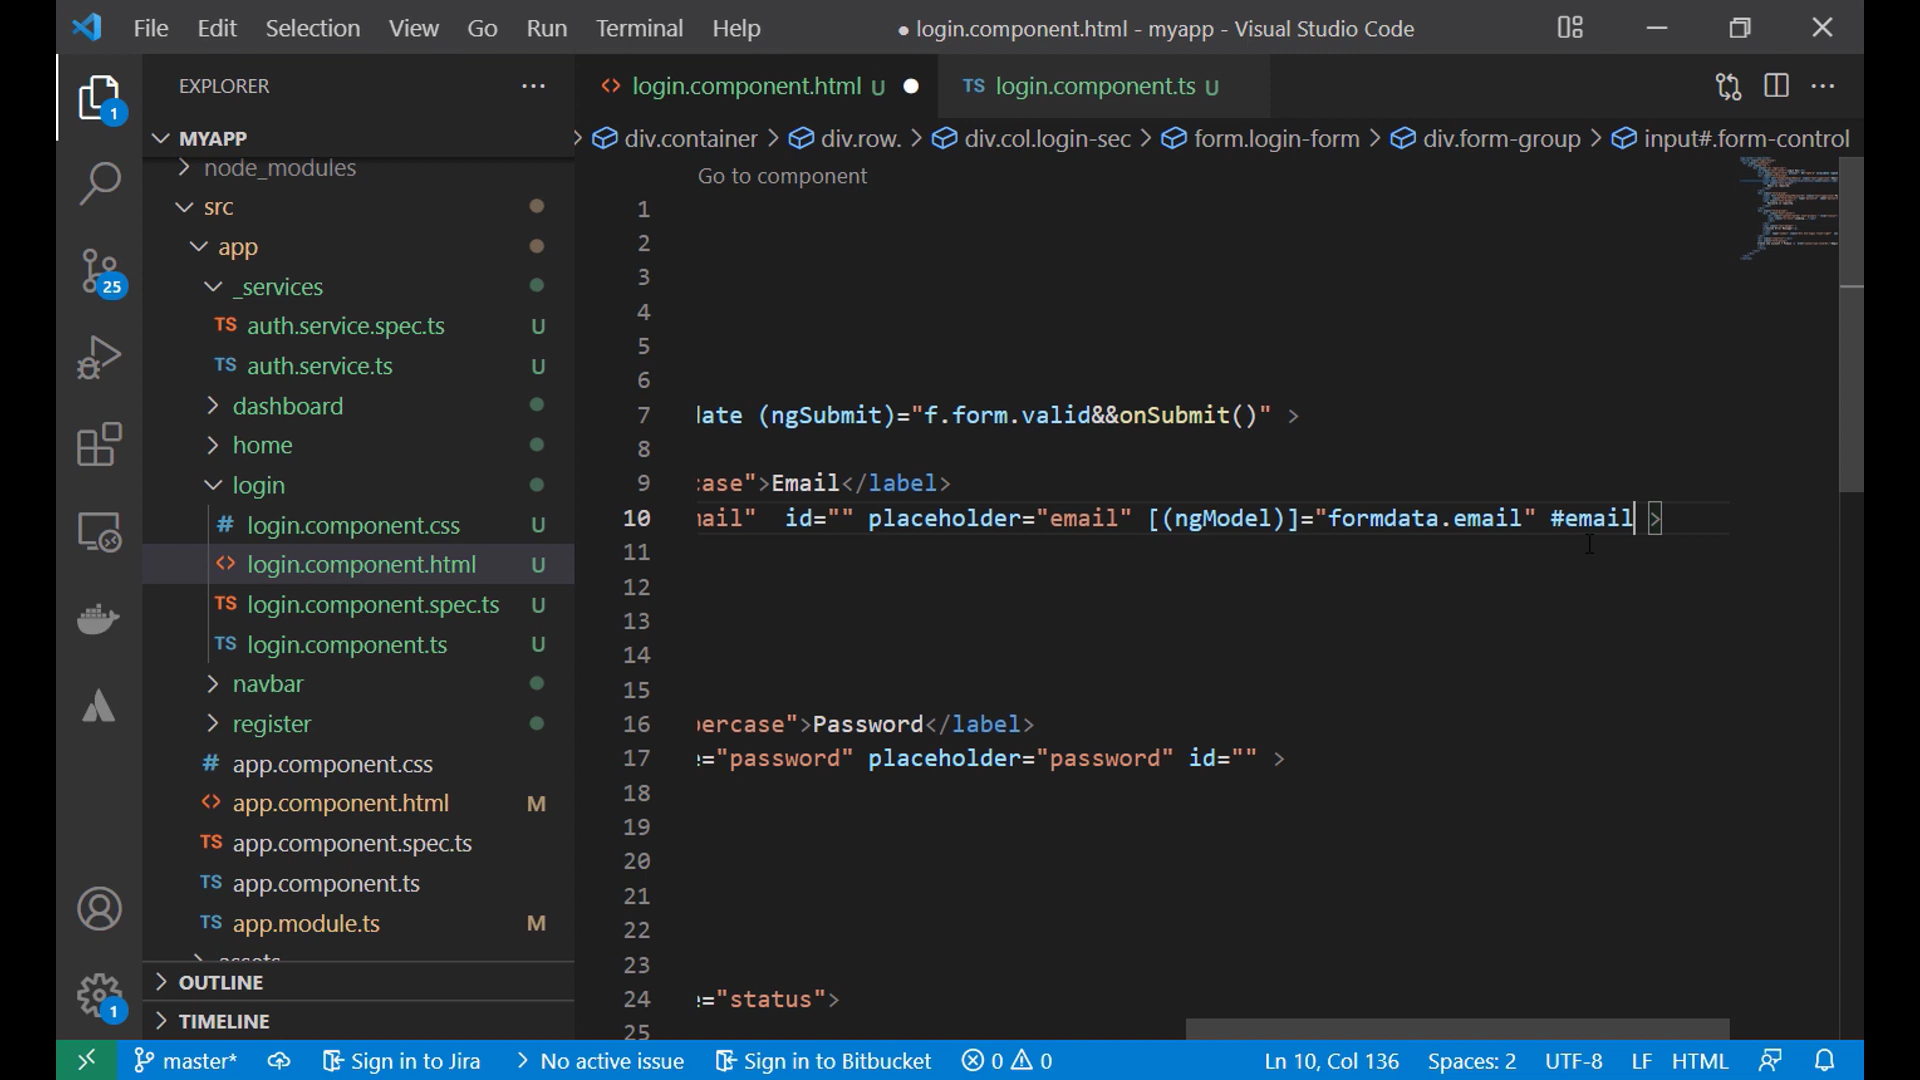 File Edit Selection View Go Run Terminal Help ● login.component.html - myapp - Visual Studio Code
EXPLORER
MYAPP
node_modules
src
app
_services
TS auth.service.spec.ts U
TS auth.service.ts U
dashboard
home
login
# login.component.css U
<> login.component.html U
TS login.component.spec.ts U
TS login.component.ts U
navbar
register
# app.component.css
<> app.component.html M
TS app.component.spec.ts
TS app.component.ts
TS app.module.ts M
assets
OUTLINE
TIMELINE
1
25
1
<> login.component.html U ● TS login.component.ts U
> div.container > div.row. > div.col.login-sec > form.login-form > div.form-group > input#.form-control
Go to component
1
2
3
4
5
6
7 late (ngSubmit)="f.form.valid&&onSubmit()" >
8
9 case">Email</label>
10 mail"  id="" placeholder="email" [(ngModel)]="formdata.email" #email >
11
12
13
14
15
16 percase">Password</label>
17 ="password" placeholder="password" id="" >
18
19
20
21
22
23
24 ="status">
25
master* Sign in to Jira No active issue Sign in to Bitbucket 0 0 Ln 10, Col 136 Spaces: 2 UTF-8 LF HTML